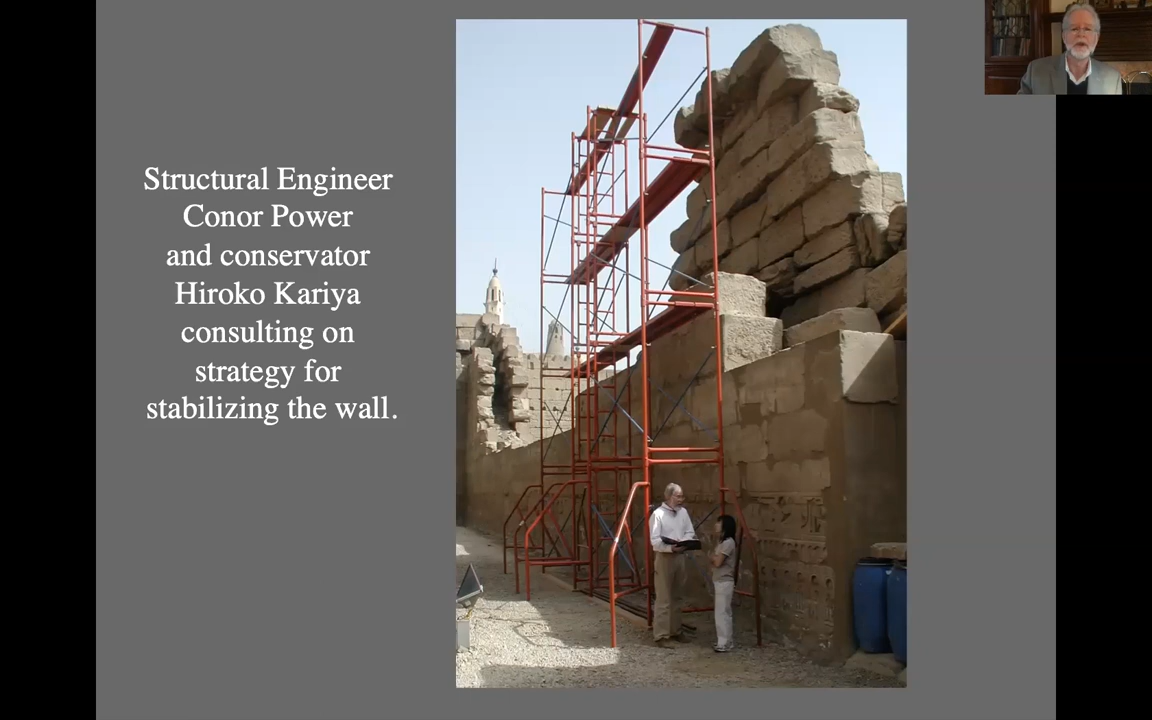 Structural Engineer
Conor Power
and conservator
Hiroko Kariya
consulting on
strategy for
stabilizing the wall.